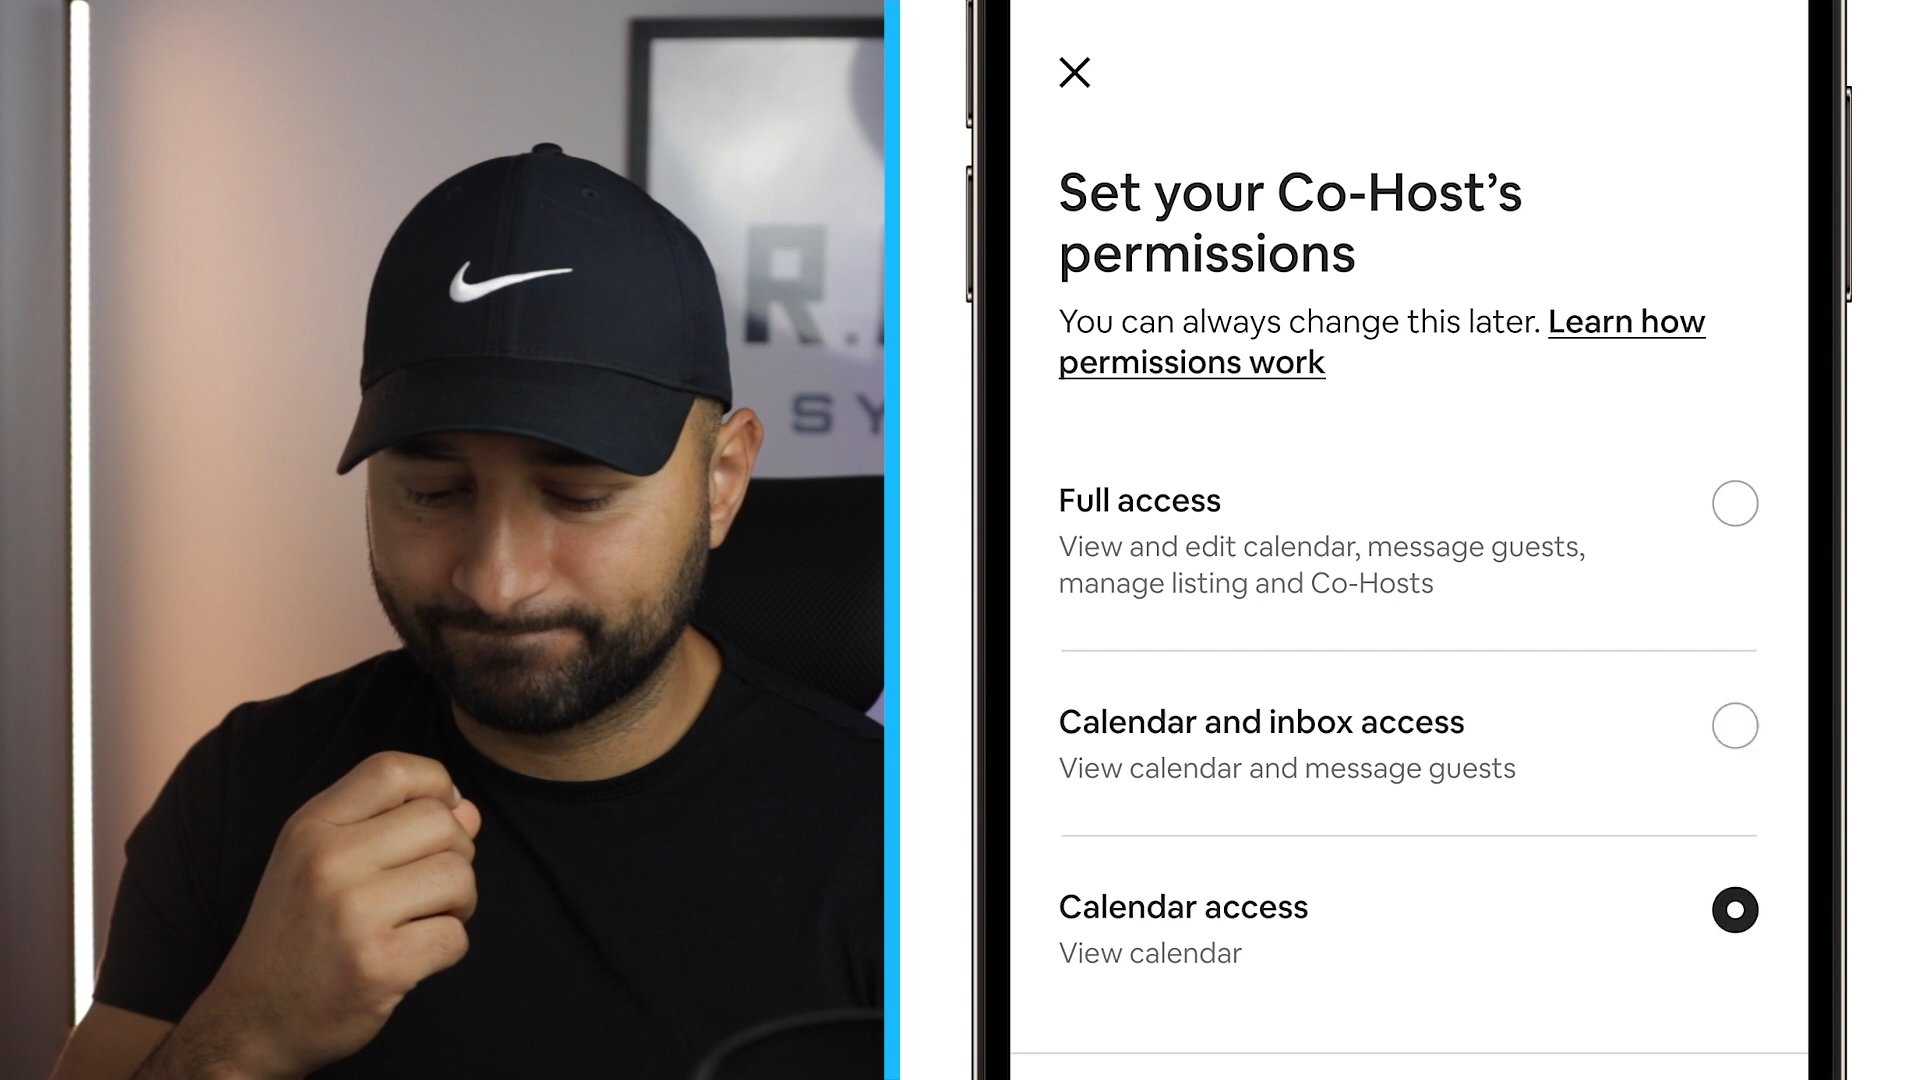 R.
SY
Set your Co-Host’s
permissions
You can always change this later. Learn how
permissions work
Full access
View and edit calendar, message guests,
manage listing and Co-Hosts
Calendar and inbox access
View calendar and message guests
Calendar access
View calendar